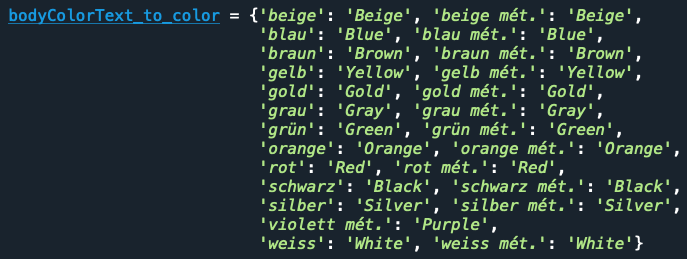 bodyColorText_to_color = {'beige': 'Beige', 'beige mét.': 'Beige',
'blau': 'Blue', 'blau mét.': 'Blue',
'braun': 'Brown', 'braun mét.': 'Brown',
'gelb': 'Yellow', 'gelb mét.': 'Yellow',
'gold': 'Gold', 'gold mét.': 'Gold',
'grau': 'Gray', 'grau mét.': 'Gray',
'grün': 'Green', 'grün mét.': 'Green',
'orange': 'Orange', 'orange mét.': 'Orange',
'rot': 'Red', 'rot mét.': 'Red',
'schwarz': 'Black', 'schwarz mét.': 'Black',
'silber': 'Silver', 'silber mét.': 'Silver',
'violett mét.': 'Purple',
'weiss': 'White', 'weiss mét.': 'White'}